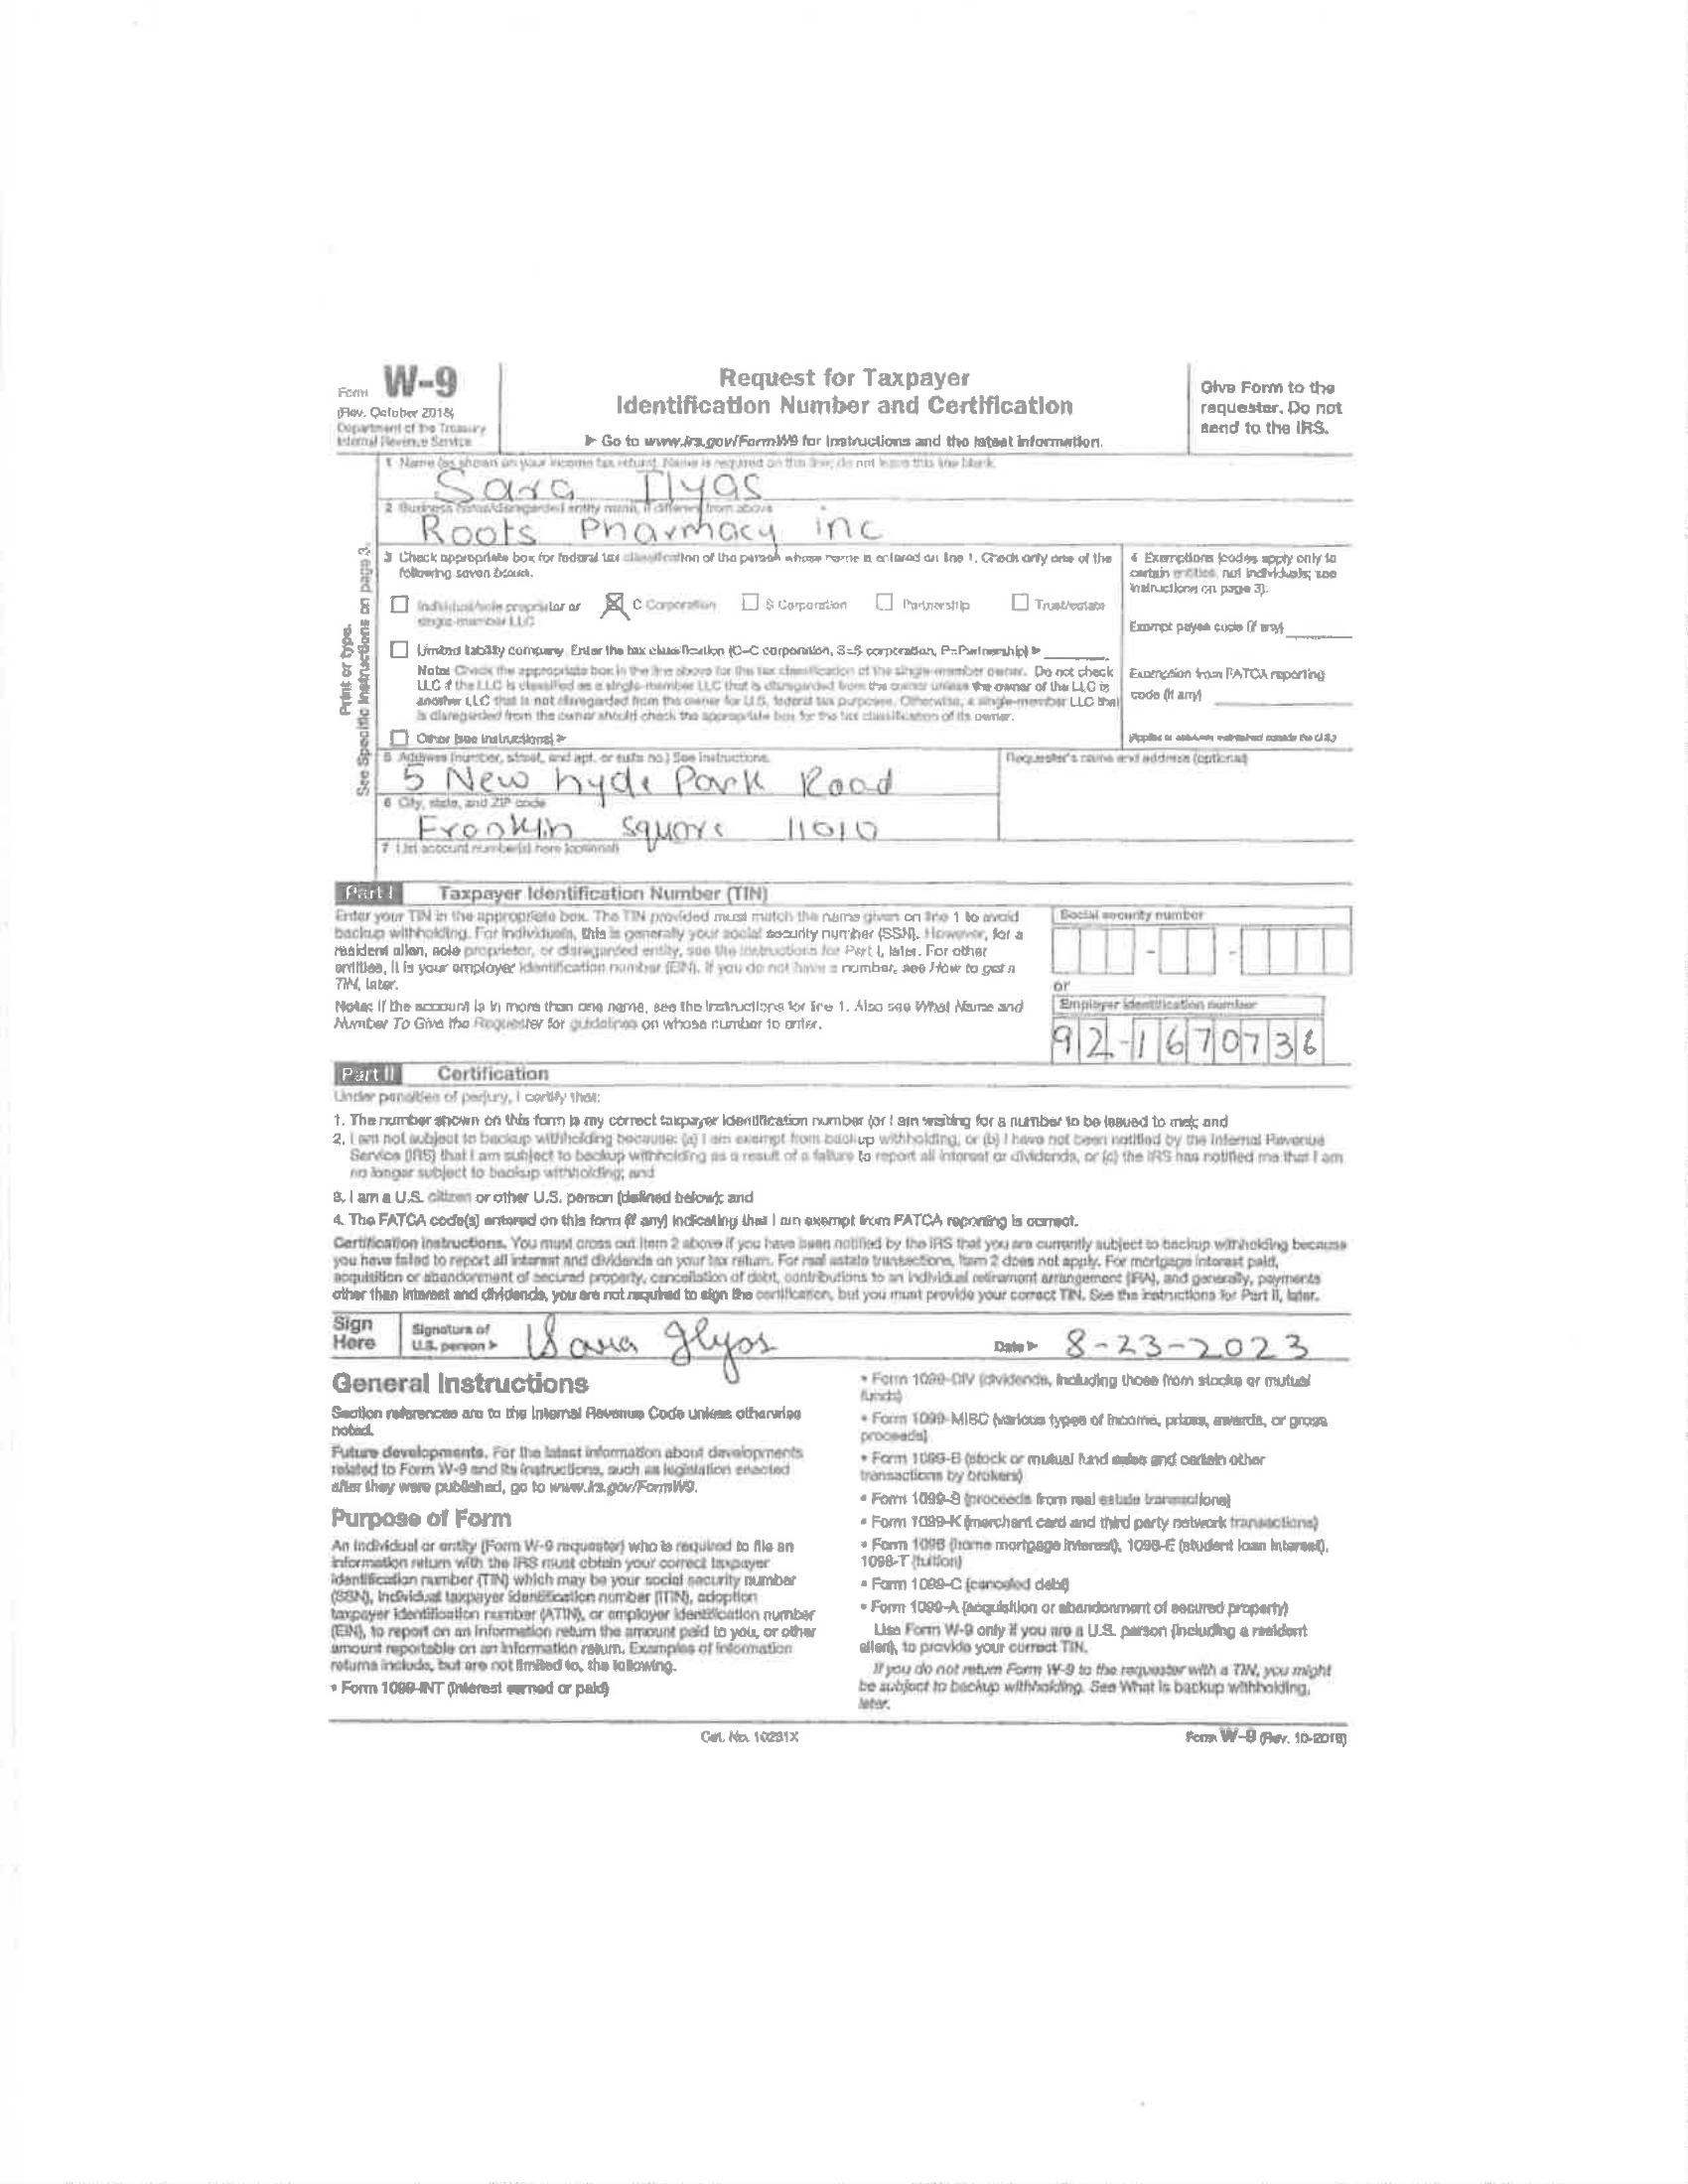 Form W-9
(Rev. October 2018)
Department of the Treasury
Internal Revenue Service
Request for Taxpayer
Identification Number and Certification
▶ Go to www.irs.gov/FormW9 for instructions and the latest information.
Give Form to the
requester. Do not
send to the IRS.
Print or type.
See Specific Instructions on page 3.
1 Name (as shown on your income tax return). Name is required on this line; do not leave this line blank.
Sara Ilyas
2 Business name/disregarded entity name, if different from above
Roots Pharmacy inc
3 Check appropriate box for federal tax classification of the person whose name is entered on line 1. Check only one of the
following seven boxes.
Individual/sole proprietor or
single-member LLC
C Corporation
S Corporation
Partnership
Trust/estate
Limited liability company. Enter the tax classification (C=C corporation, S=S corporation, P=Partnership) ▶
Note: Check the appropriate box in the line above for the tax classification of the single-member owner. Do not check
LLC if the LLC is classified as a single-member LLC that is disregarded from the owner unless the owner of the LLC is
another LLC that is not disregarded from the owner for U.S. federal tax purposes. Otherwise, a single-member LLC that
is disregarded from the owner should check the appropriate box for the tax classification of its owner.
Other (see instructions) ▶
4 Exemptions (codes apply only to
certain entities, not individuals; see
instructions on page 3):
Exempt payee code (if any)
Exemption from FATCA reporting
code (if any)
(Applies to accounts maintained outside the U.S.)
5 Address (number, street, and apt. or suite no.) See instructions.
5 New hyde Park Road
Requester's name and address (optional)
6 City, state, and ZIP code
Franklin Square 11010
7 List account number(s) here (optional)
Part I Taxpayer Identification Number (TIN)
Enter your TIN in the appropriate box. The TIN provided must match the name given on line 1 to avoid
backup withholding. For individuals, this is generally your social security number (SSN). However, for a
resident alien, sole proprietor, or disregarded entity, see the instructions for Part I, later. For other
entities, it is your employer identification number (EIN). If you do not have a number, see How to get a
TIN, later.
Note: If the account is in more than one name, see the instructions for line 1. Also see What Name and
Number To Give the Requester for guidelines on whose number to enter.
Social security number
or
Employer identification number
92-1670736
Part II Certification
Under penalties of perjury, I certify that:
1. The number shown on this form is my correct taxpayer identification number (or I am waiting for a number to be issued to me); and
2. I am not subject to backup withholding because: (a) I am exempt from backup withholding, or (b) I have not been notified by the Internal Revenue
Service (IRS) that I am subject to backup withholding as a result of a failure to report all interest or dividends, or (c) the IRS has notified me that I am
no longer subject to backup withholding; and
3. I am a U.S. citizen or other U.S. person (defined below); and
4. The FATCA code(s) entered on this form (if any) indicating that I am exempt from FATCA reporting is correct.
Certification instructions. You must cross out item 2 above if you have been notified by the IRS that you are currently subject to backup withholding because
you have failed to report all interest and dividends on your tax return. For real estate transactions, item 2 does not apply. For mortgage interest paid,
acquisition or abandonment of secured property, cancellation of debt, contributions to an individual retirement arrangement (IRA), and generally, payments
other than interest and dividends, you are not required to sign the certification, but you must provide your correct TIN. See the instructions for Part II, later.
Sign
Here
Signature of
U.S. person ▶
Sara Ilyas
Date ▶ 8-23-2023
General Instructions
Section references are to the Internal Revenue Code unless otherwise
noted.
Future developments. For the latest information about developments
related to Form W-9 and its instructions, such as legislation enacted
after they were published, go to www.irs.gov/FormW9.
Purpose of Form
An individual or entity (Form W-9 requester) who is required to file an
information return with the IRS must obtain your correct taxpayer
identification number (TIN) which may be your social security number
(SSN), individual taxpayer identification number (ITIN), adoption
taxpayer identification number (ATIN), or employer identification number
(EIN), to report on an information return the amount paid to you, or other
amount reportable on an information return. Examples of information
returns include, but are not limited to, the following.
• Form 1099-INT (interest earned or paid)
• Form 1099-DIV (dividends, including those from stocks or mutual
funds)
• Form 1099-MISC (various types of income, prizes, awards, or gross
proceeds)
• Form 1099-B (stock or mutual fund sales and certain other
transactions by brokers)
• Form 1099-S (proceeds from real estate transactions)
• Form 1099-K (merchant card and third party network transactions)
• Form 1098 (home mortgage interest), 1098-E (student loan interest),
1098-T (tuition)
• Form 1099-C (canceled debt)
• Form 1099-A (acquisition or abandonment of secured property)
Use Form W-9 only if you are a U.S. person (including a resident
alien), to provide your correct TIN.
If you do not return Form W-9 to the requester with a TIN, you might
be subject to backup withholding. See What is backup withholding,
later.
Cat. No. 10231X
Form W-9 (Rev. 10-2018)